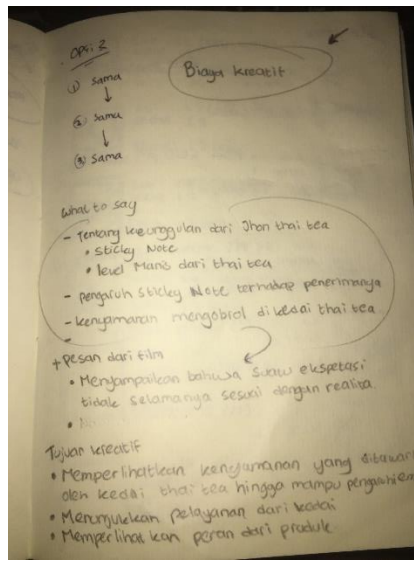 Opsi 2
① Sama
② Sama
③ Sama
Biaya kreatif
What to say
- Tentang keunggulan dari Jhon thai tea
• Sticky Note
• level Manis dari thai tea
- pengaruh Sticky Note terhadap penerimanya
- kenyamanan mengobrol di kedai thai tea
-
+ pesan dari film
• Menyampaikan bahwa suatu ekspetasi
tidak selamanya sesuai dengan realita.
Tujuan kreatif
• Memperlihatkan kenyamanan yang ditawar
oleh kedai thai tea hingga mampu
• Menunjukkan pelayanan dari kedai
• Memperlihatkan peran dari produk